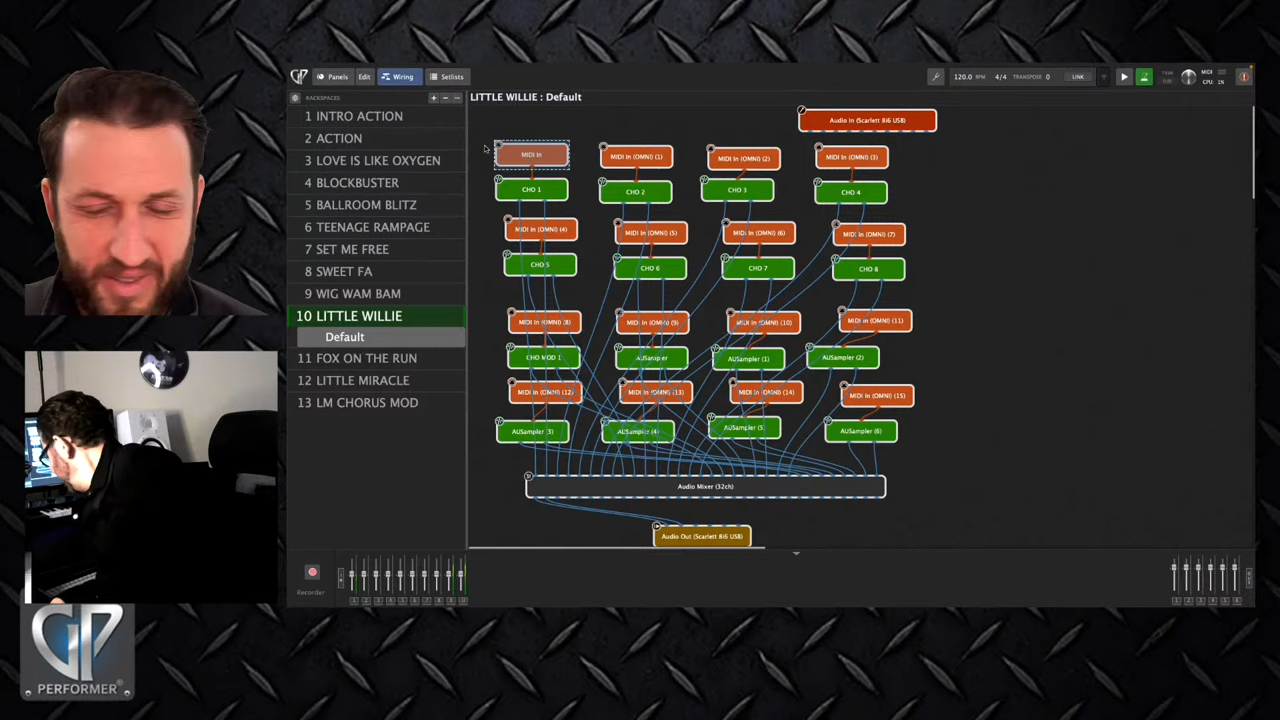 Panels
Edit
Wiring
Setlists
120.0 BPM
4/4
TRANSPOSE 0
LINK
MIDI
CPU: 1%
RACKSPACES
LITTLE WILLIE : Default
1 INTRO ACTION
2 ACTION
3 LOVE IS LIKE OXYGEN
4 BLOCKBUSTER
5 BALLROOM BLITZ
6 TEENAGE RAMPAGE
7 SET ME FREE
8 SWEET FA
9 WIG WAM BAM
10 LITTLE WILLIE
Default
11 FOX ON THE RUN
12 LITTLE MIRACLE
13 LM CHORUS MOD
Audio In (Scarlett 8i6 USB)
MIDI In
MIDI In (OMNI) (1)
MIDI In (OMNI) (2)
MIDI In (OMNI) (3)
CHO 1
CHO 2
CHO 3
CHO 4
MIDI In (OMNI) (4)
MIDI In (OMNI) (5)
MIDI In (OMNI) (6)
MIDI In (OMNI) (7)
CHO 5
CHO 6
CHO 7
CHO 8
MIDI In (OMNI) (8)
MIDI In (OMNI) (9)
MIDI In (OMNI) (10)
MIDI In (OMNI) (11)
CHO MOD 1
AUSampler
AUSampler (1)
AUSampler (2)
MIDI In (OMNI) (12)
MIDI In (OMNI) (13)
MIDI In (OMNI) (14)
MIDI In (OMNI) (15)
AUSampler (3)
AUSampler (4)
AUSampler (5)
AUSampler (6)
Audio Mixer (32ch)
Audio Out (Scarlett 8i6 USB)
Recorder
GP
PERFORMER